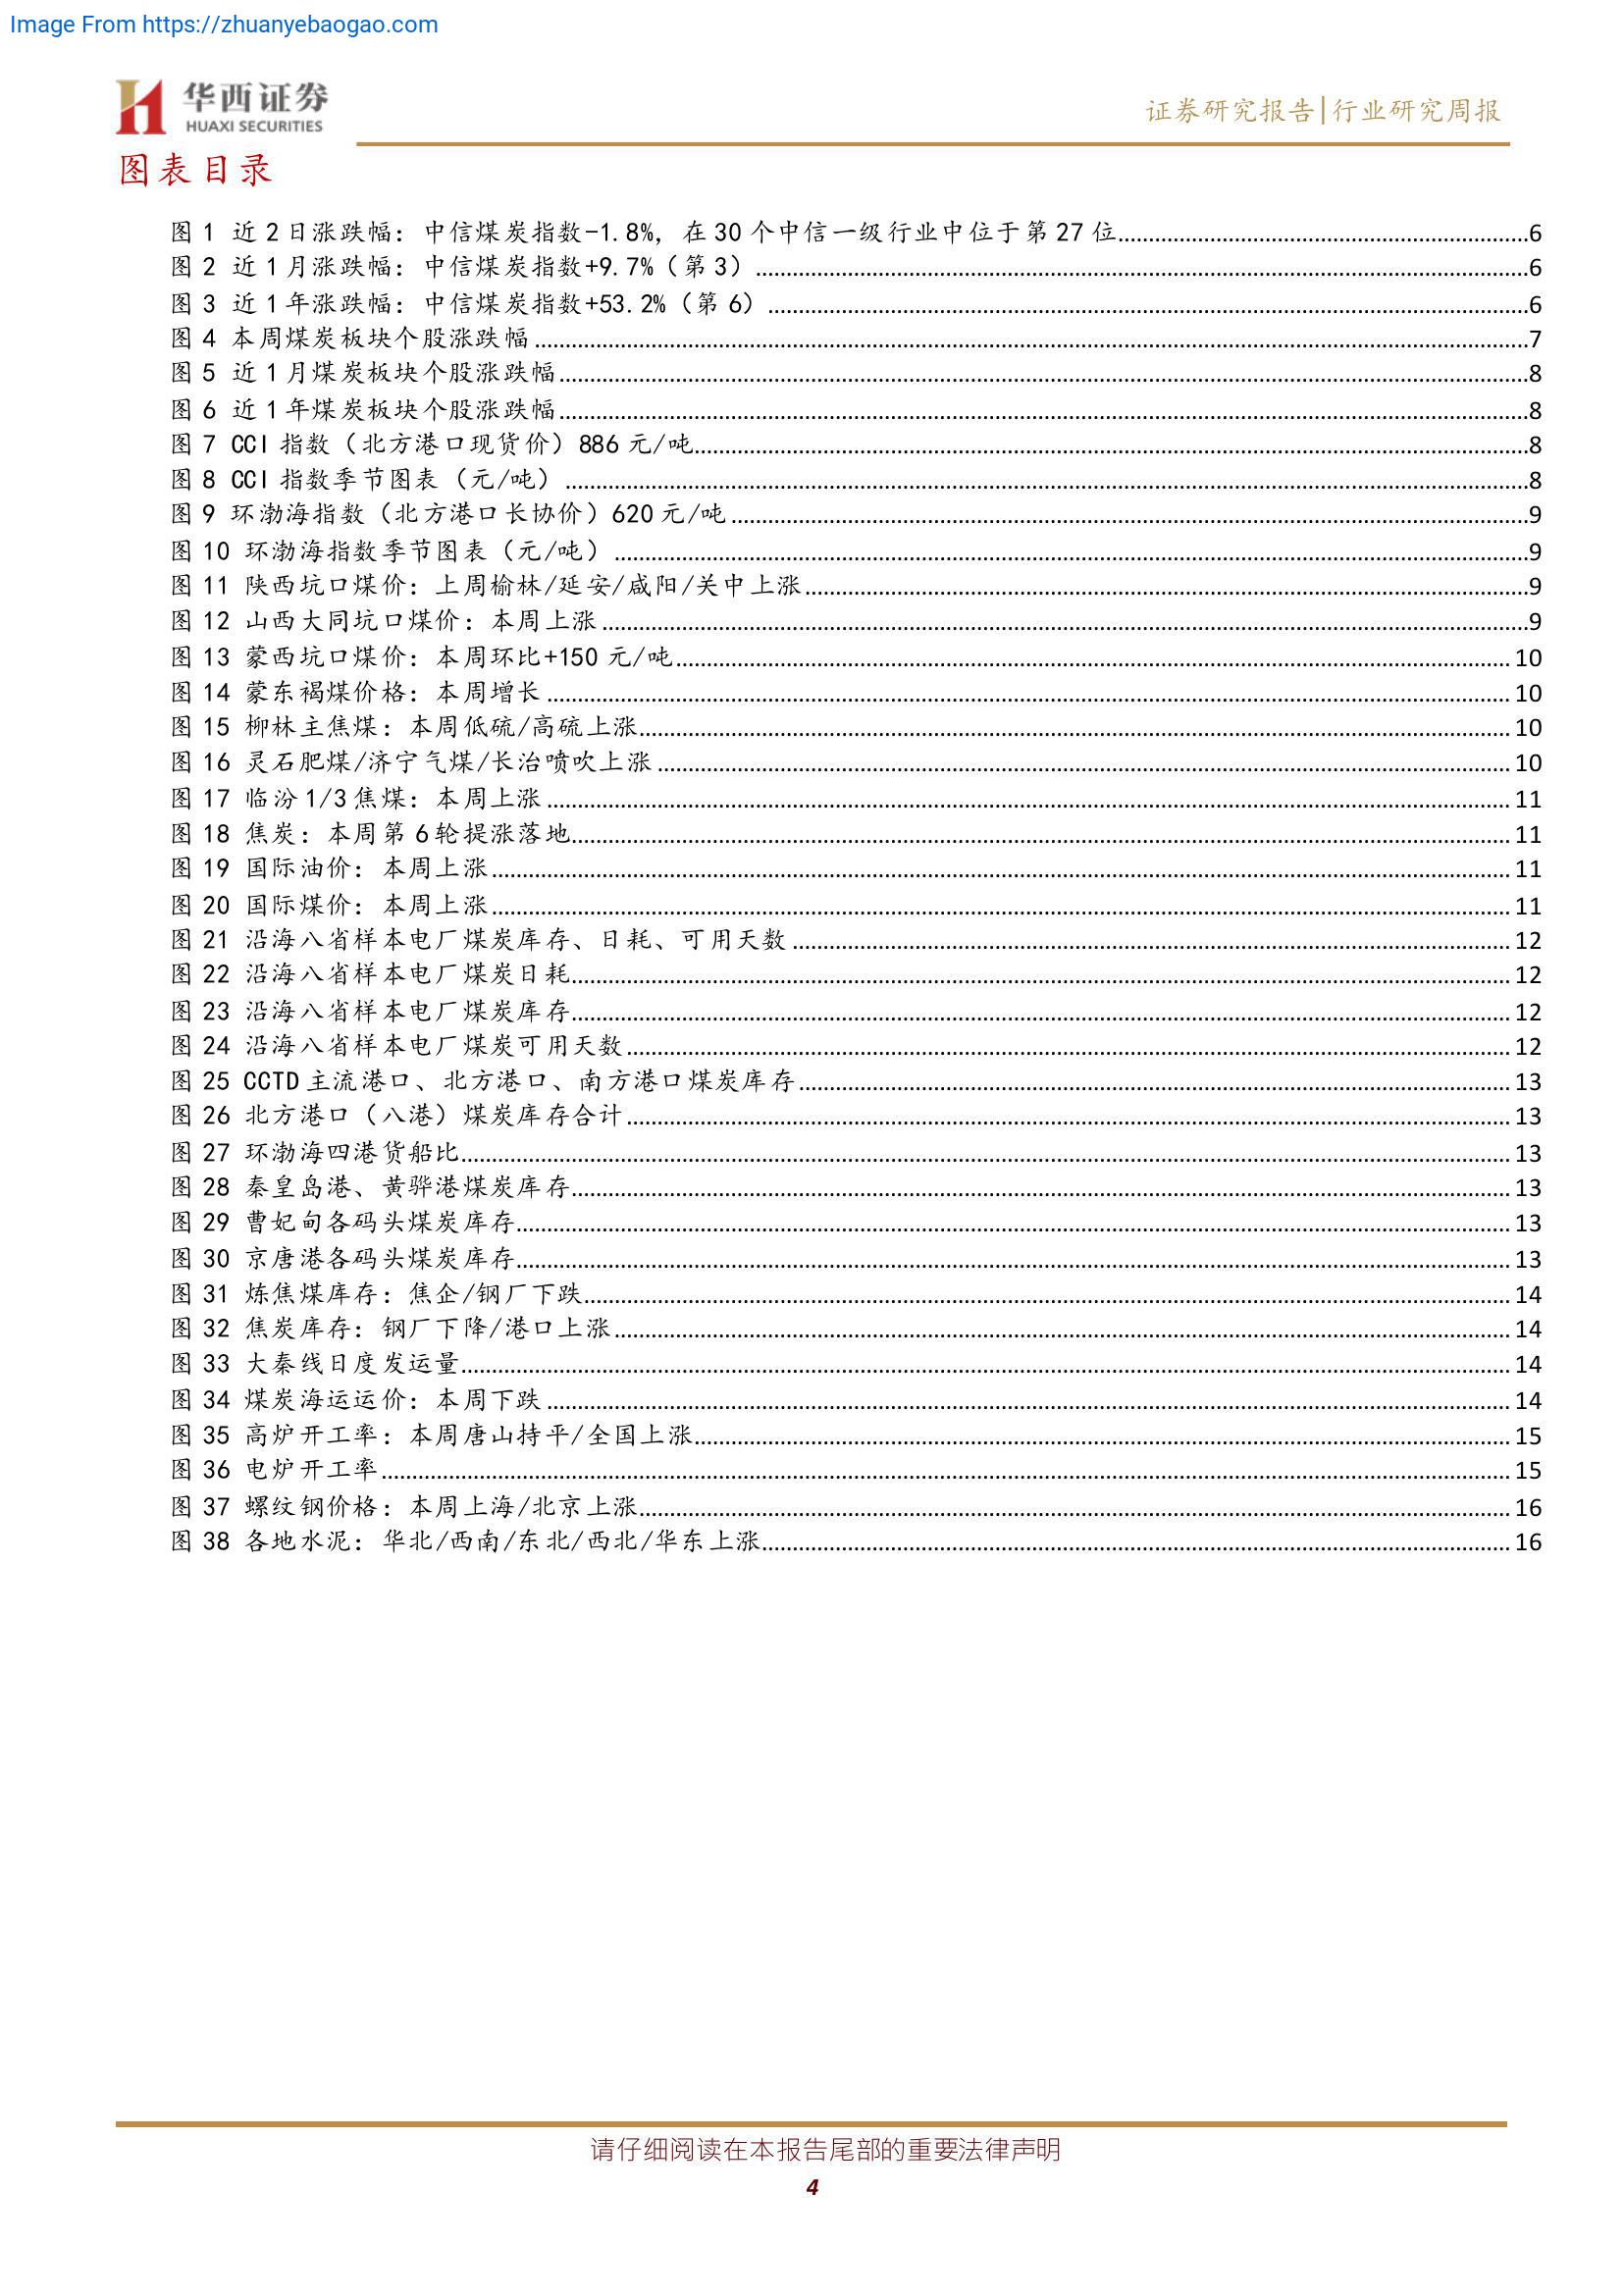 Image From https://zhuanyebaogao.com
华西证券
HUAXI SECURITIES
证券研究报告|行业研究周报
图表目录
图 1 近 2 日涨跌幅：中信煤炭指数-1.8%，在 30 个中信一级行业中位于第 27 位........6
图 2 近 1 月涨跌幅：中信煤炭指数+9.7%（第 3）........6
图 3 近 1 年涨跌幅：中信煤炭指数+53.2%（第 6）........6
图 4 本周煤炭板块个股涨跌幅........7
图 5 近 1 月煤炭板块个股涨跌幅........8
图 6 近 1 年煤炭板块个股涨跌幅........8
图 7 CCI 指数（北方港口现货价）886 元/吨........8
图 8 CCI 指数季节图表（元/吨）........8
图 9 环渤海指数（北方港口长协价）620 元/吨........9
图 10 环渤海指数季节图表（元/吨）........9
图 11 陕西坑口煤价：上周榆林/延安/咸阳/关中上涨........9
图 12 山西大同坑口煤价：本周上涨........9
图 13 蒙西坑口煤价：本周环比+150 元/吨........10
图 14 蒙东褐煤价格：本周增长........10
图 15 柳林主焦煤：本周低硫/高硫上涨........10
图 16 灵石肥煤/济宁气煤/长治喷吹上涨........10
图 17 临汾 1/3 焦煤：本周上涨........11
图 18 焦炭：本周第 6 轮提涨落地........11
图 19 国际油价：本周上涨........11
图 20 国际煤价：本周上涨........11
图 21 沿海八省样本电厂煤炭库存、日耗、可用天数........12
图 22 沿海八省样本电厂煤炭日耗........12
图 23 沿海八省样本电厂煤炭库存........12
图 24 沿海八省样本电厂煤炭可用天数........12
图 25 CCTD 主流港口、北方港口、南方港口煤炭库存........13
图 26 北方港口（八港）煤炭库存合计........13
图 27 环渤海四港货船比........13
图 28 秦皇岛港、黄骅港煤炭库存........13
图 29 曹妃甸各码头煤炭库存........13
图 30 京唐港各码头煤炭库存........13
图 31 炼焦煤库存：焦企/钢厂下跌........14
图 32 焦炭库存：钢厂下降/港口上涨........14
图 33 大秦线日度发运量........14
图 34 煤炭海运运价：本周下跌........14
图 35 高炉开工率：本周唐山持平/全国上涨........15
图 36 电炉开工率........15
图 37 螺纹钢价格：本周上海/北京上涨........16
图 38 各地水泥：华北/西南/东北/西北/华东上涨........16
请仔细阅读在本报告尾部的重要法律声明
4